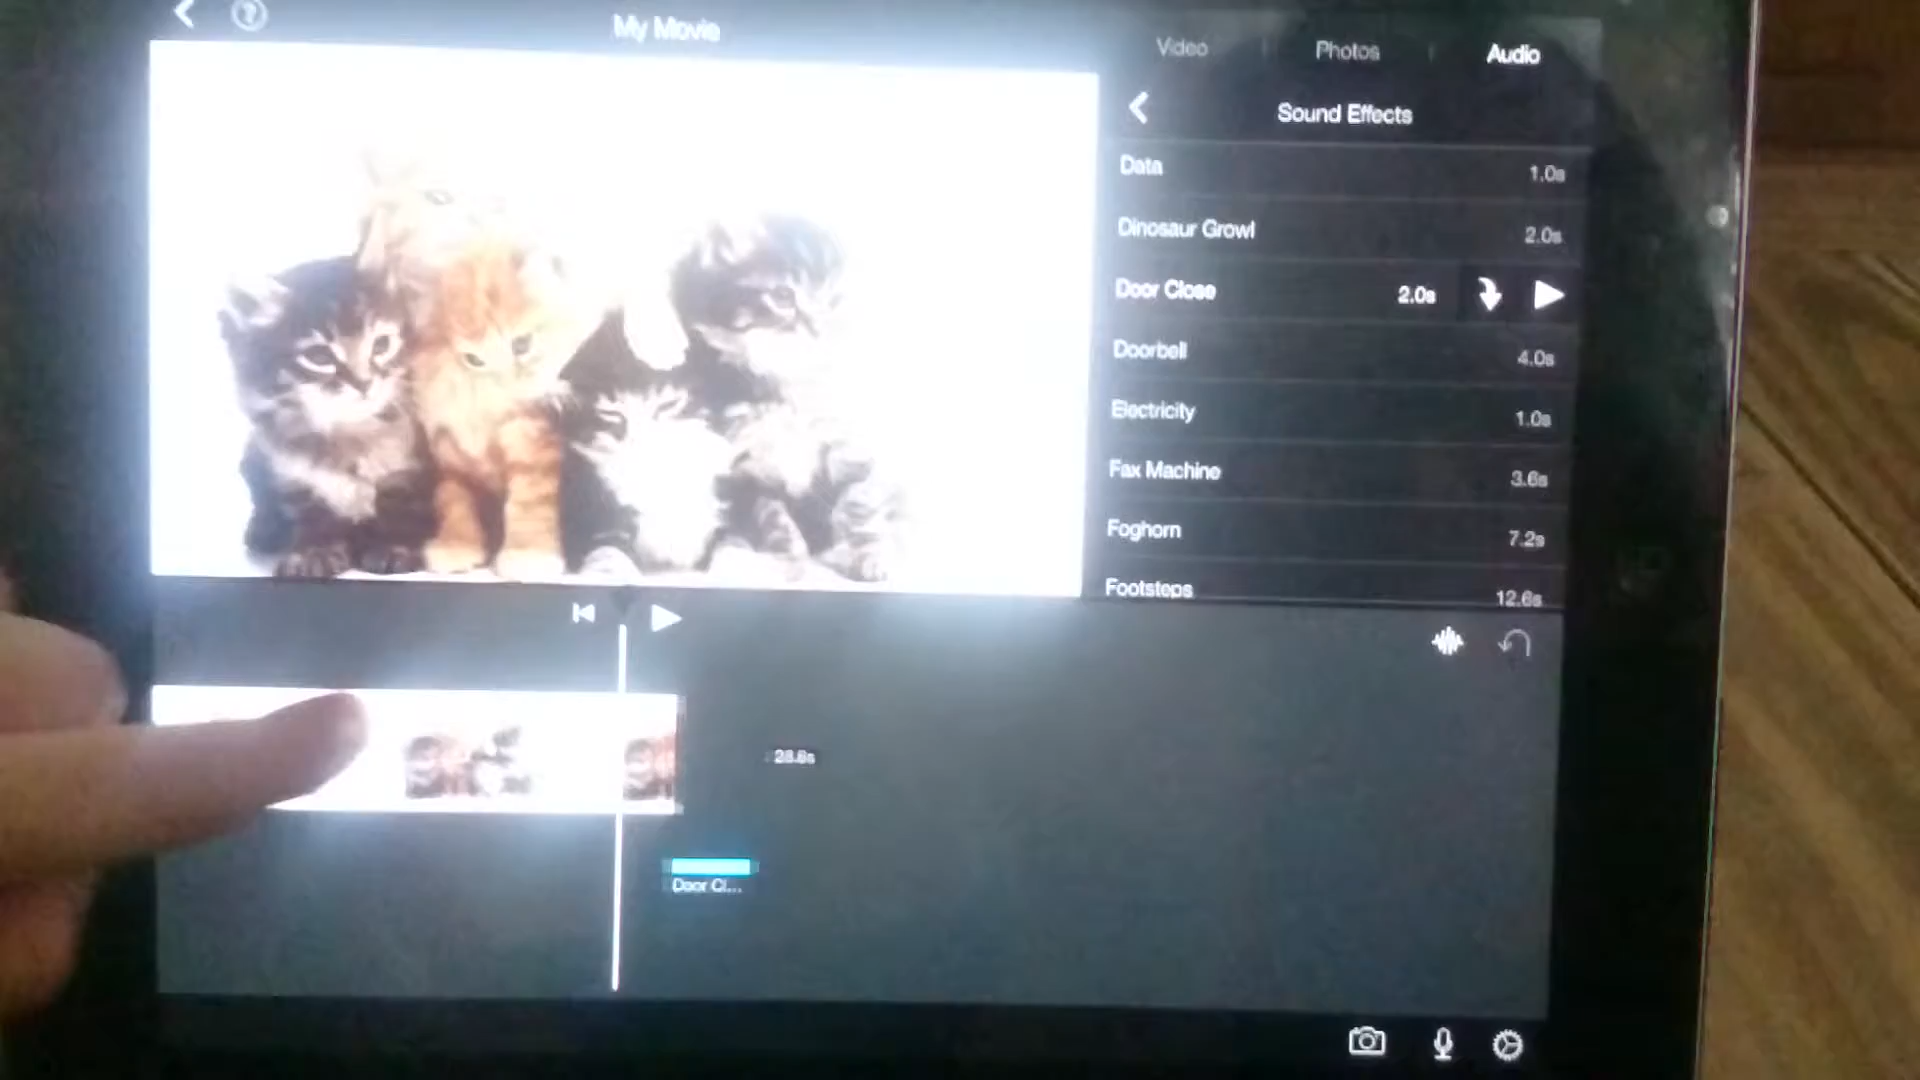 My Movie
Video
Photos
Audio
Sound Effects
Data 1.0s
Dinosaur Growl 2.0s
Door Close 2.0s
Doorbell 4.0s
Electricity 1.0s
Fax Machine 3.6s
Foghorn 7.2s
Footsteps 12.6s
28.6s
Door Cl...